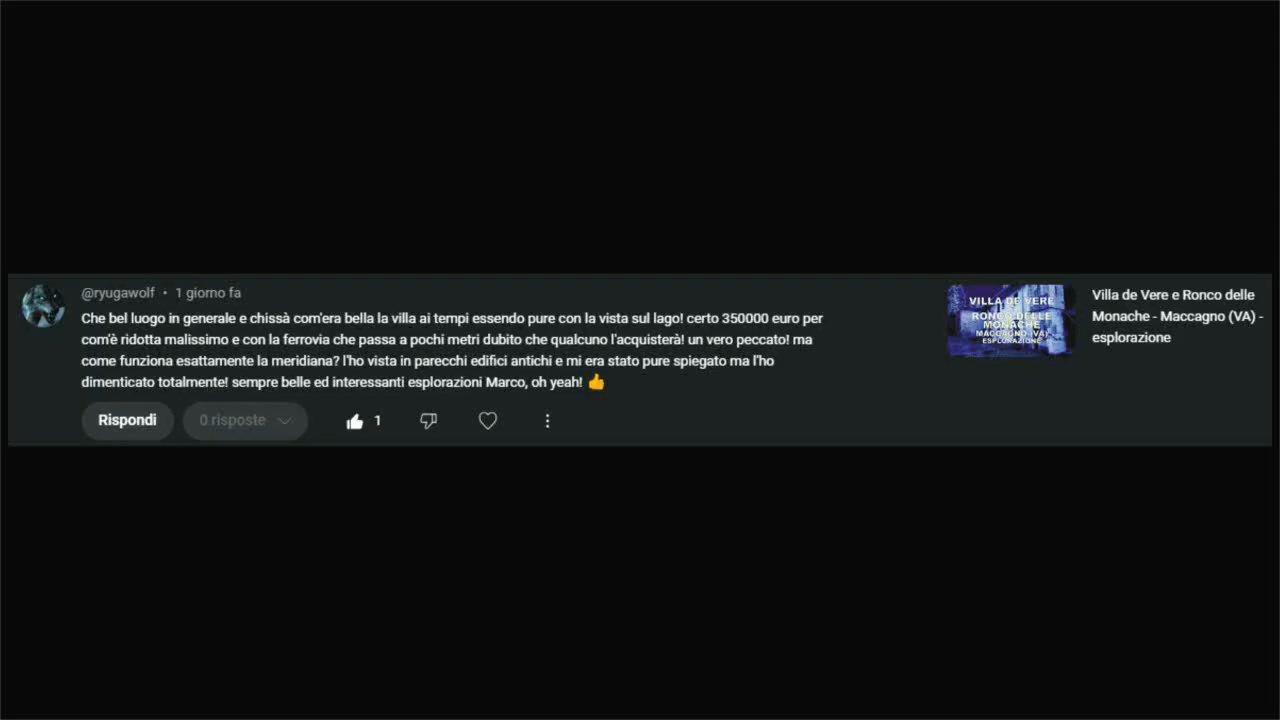 @ryugawolf • 1 giorno fa
Che bel luogo in generale e chissà com'era bella la villa ai tempi essendo pure con la vista sul lago! certo 350000 euro per
com'è ridotta malissimo e con la ferrovia che passa a pochi metri dubito che qualcuno l'acquisterà! un vero peccato! ma
come funziona esattamente la meridiana? l'ho vista in parecchi edifici antichi e mi era stato pure spiegato ma l'ho
dimenticato totalmente! sempre belle ed interessanti esplorazioni Marco, oh yeah! 👍
Rispondi
0 risposte
1
VILLA DE VERE
RONCO DELLE
MONACHE
MACCAGNO (VA)
ESPLORAZIONE
Villa de Vere e Ronco delle
Monache - Maccagno (VA) -
esplorazione